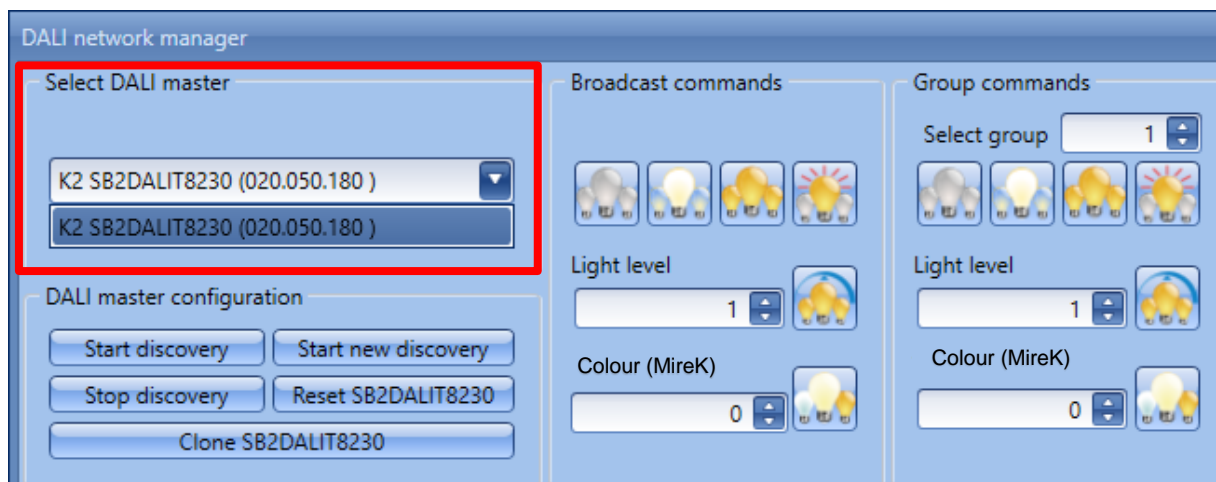 DALI network manager
Select DALI master
K2 SB2DALIT8230 (020.050.180 )
K2 SB2DALIT8230 (020.050.180 )
DALI master configuration
Start discovery
Start new discovery
Stop discovery
Reset SB2DALIT8230
Clone SB2DALIT8230
Broadcast commands
Light level
1
Colour (MireK)
0
Group commands
Select group
1
Light level
1
Colour (MireK)
0